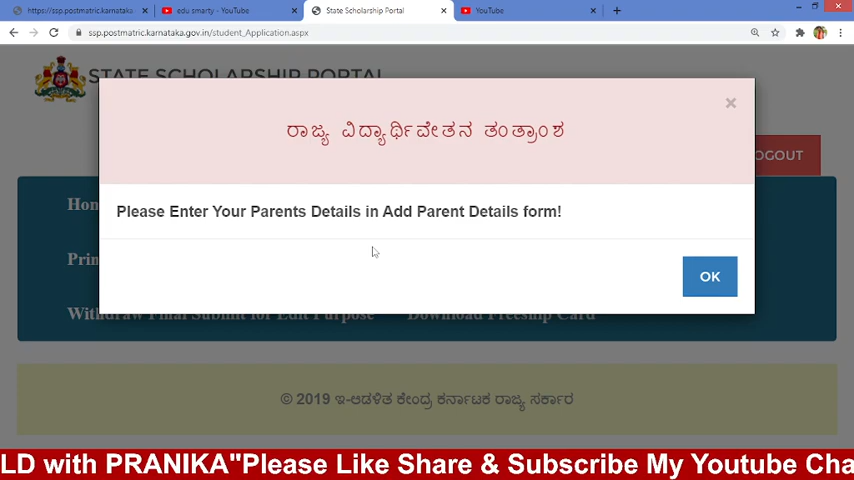 https://ssp.postmatric.karnataka
edu smarty - YouTube
State Scholarship Portal
YouTube
ssp.postmatric.karnataka.gov.in/student_Application.aspx
STATE SCHOLARSHIP PORTAL
ರಾಜ್ಯ ವಿದ್ಯಾರ್ಥಿವೇತನ ತಂತ್ರಾಂಶ
OGOUT
Hon
Please Enter Your Parents Details in Add Parent Details form!
Prin
OK
Withdraw Final Submit for Edit Purpose
Download Freeship Card
© 2019 ಇ-ಆಡಳಿತ ಕೇಂದ್ರ ಕರ್ನಾಟಕ ರಾಜ್ಯ ಸರ್ಕಾರ
LD with PRANIKA"Please Like Share & Subscribe My Youtube Cha